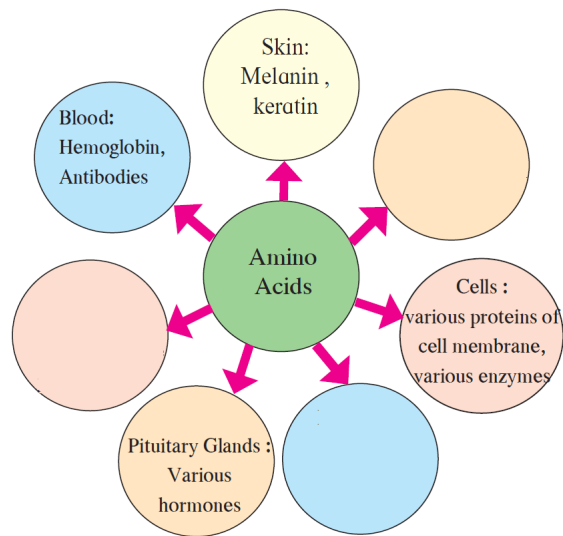 Skin:
Melanin ,
keratin
Blood:
Hemoglobin,
Antibodies
Amino
Acids
Cells :
various proteins of
cell membrane,
various enzymes
Pituitary Glands :
Various
hormones